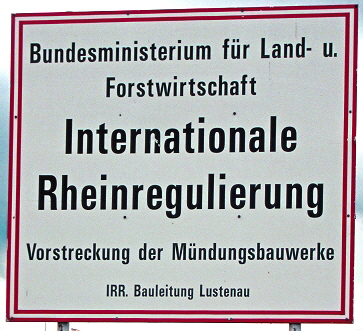 Bundesministerium für Land- u.
Forstwirtschaft
Internationale
Rheinregulierung
Vorstreckung der Mündungsbauwerke
IRR. Bauleitung Lustenau